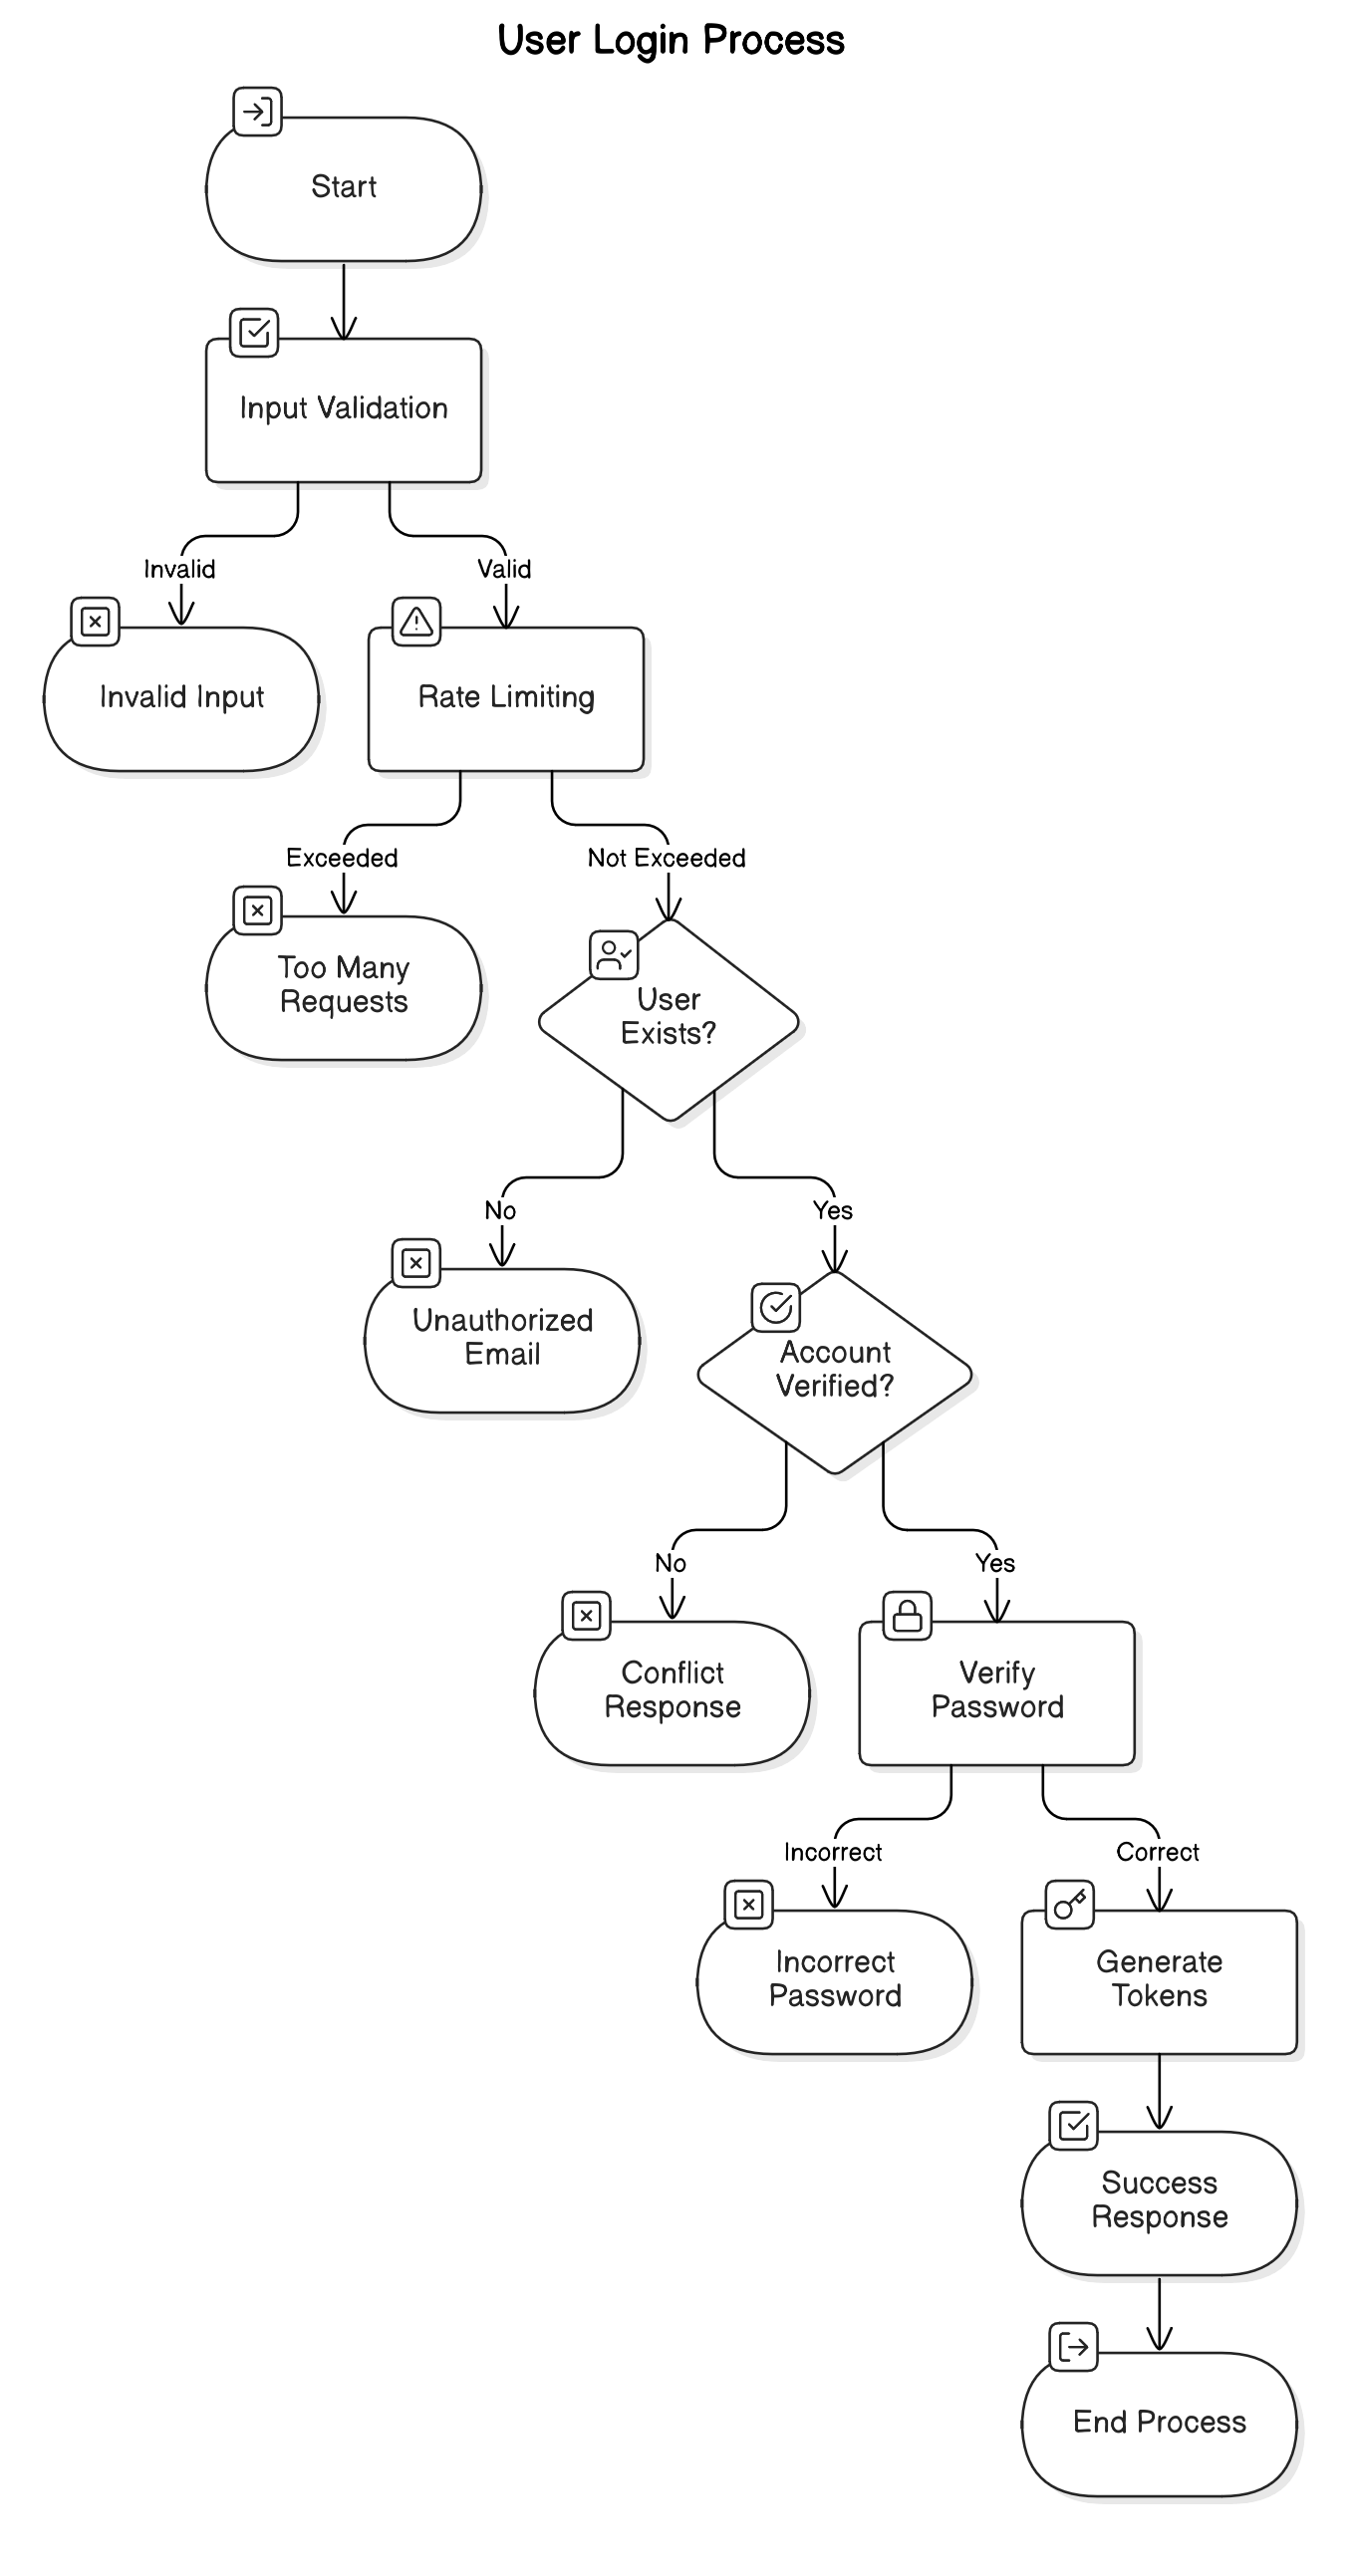 User Login Process
Start
Input Validation
Invalid
Valid
Invalid Input
Rate Limiting
Exceeded
Not Exceeded
Too Many
Requests
User
Exists?
No
Yes
Unauthorized
Email
Account
Verified?
No
Yes
Conflict
Response
Verify
Password
Incorrect
Correct
Incorrect
Password
Generate
Tokens
Success
Response
End Process